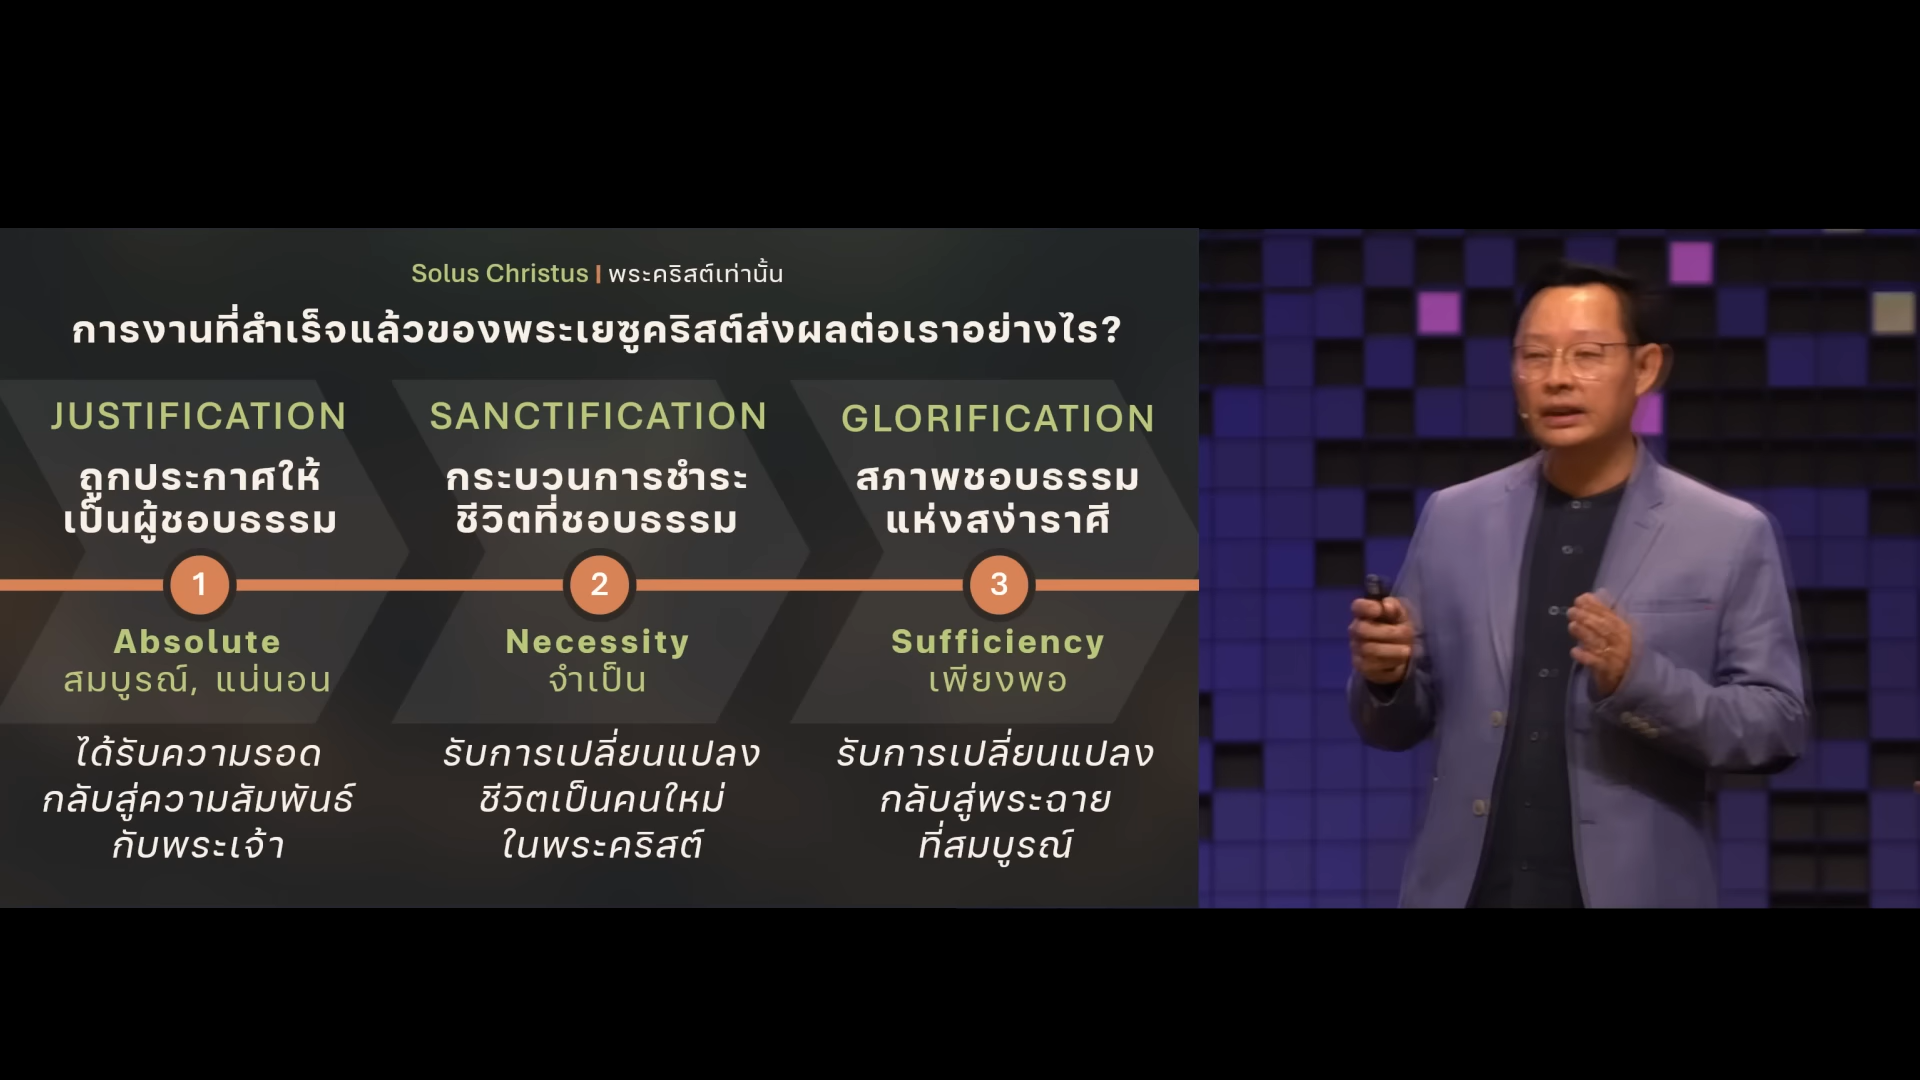 Solus Christus | พระคริสต์เท่านั้น
การงานที่สำเร็จแล้วของพระเยซูคริสต์ส่งผลต่อเราอย่างไร?
JUSTIFICATION
ถูกประกาศให้
เป็นผู้ชอบธรรม
1
Absolute
สมบูรณ์, แน่นอน
ได้รับความรอด
กลับสู่ความสัมพันธ์
กับพระเจ้า
SANCTIFICATION
กระบวนการชำระ
ชีวิตที่ชอบธรรม
2
Necessity
จำเป็น
รับการเปลี่ยนแปลง
ชีวิตเป็นคนใหม่
ในพระคริสต์
GLORIFICATION
สภาพชอบธรรม
แห่งสง่าราศี
3
Sufficiency
เพียงพอ
รับการเปลี่ยนแปลง
กลับสู่พระฉาย
ที่สมบูรณ์